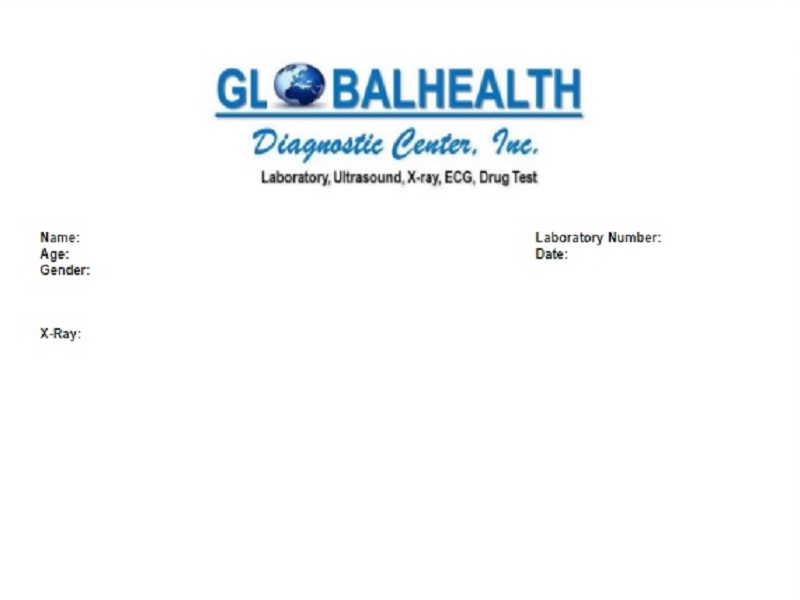 GLOBALHEALTH
Diagnostic Center, Inc.
Laboratory, Ultrasound, X-ray, ECG, Drug Test
Name:
Laboratory Number:
Age:
Date:
Gender:
X-Ray: